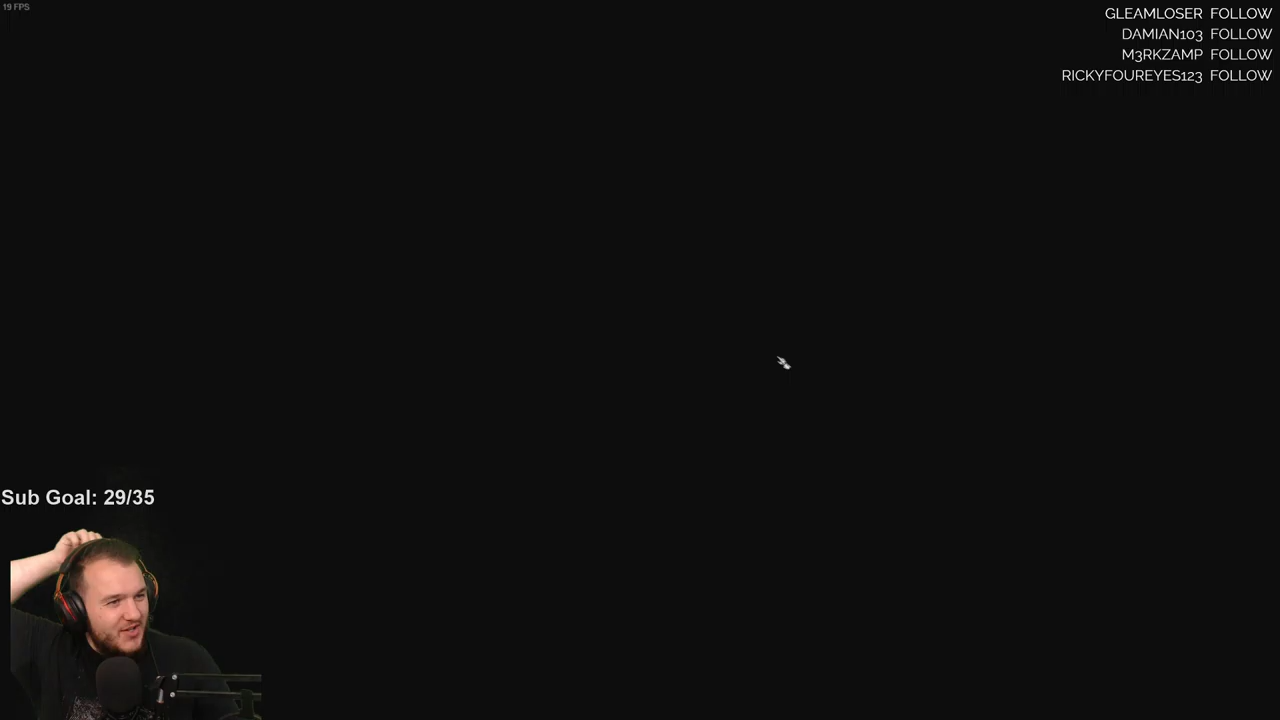 19 FPS
GLEAMLOSER FOLLOW
DAMIAN103 FOLLOW
M3RKZAMP FOLLOW
RICKYFOUREYES123 FOLLOW
Sub Goal: 29/35